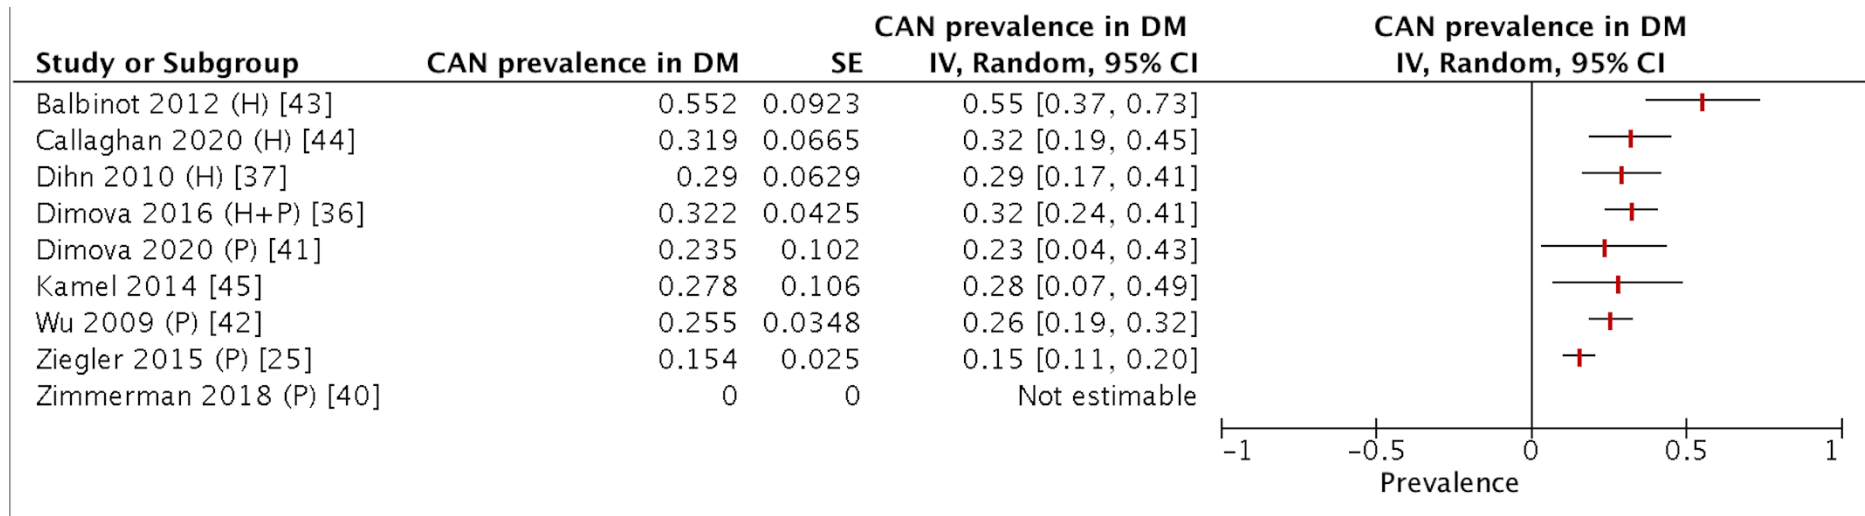 CAN prevalence in DM CAN prevalence in DM
Study or Subgroup CAN prevalence in DM SE IV, Random, 95% CI IV, Random, 95% CI
Balbinot 2012 (H) [43] 0.552 0.0923 0.55 [0.37, 0.73]
Callaghan 2020 (H) [44] 0.319 0.0665 0.32 [0.19, 0.45]
Dihn 2010 (H) [37] 0.29 0.0629 0.29 [0.17, 0.41]
Dimova 2016 (H+P) [36] 0.322 0.0425 0.32 [0.24, 0.41]
Dimova 2020 (P) [41] 0.235 0.102 0.23 [0.04, 0.43]
Kamel 2014 [45] 0.278 0.106 0.28 [0.07, 0.49]
Wu 2009 (P) [42] 0.255 0.0348 0.26 [0.19, 0.32]
Ziegler 2015 (P) [25] 0.154 0.025 0.15 [0.11, 0.20]
Zimmerman 2018 (P) [40] 0 0 Not estimable
-1 -0.5 0 0.5 1
Prevalence